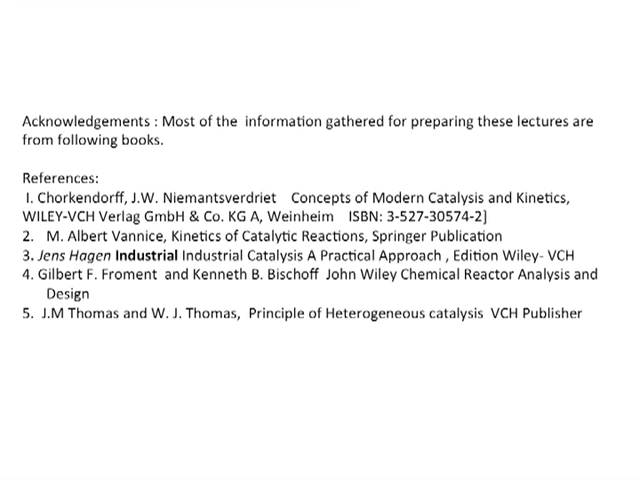 Acknowledgements : Most of the information gathered for preparing these lectures are
from following books.
References:
I. Chorkendorff, J.W. Niemantsverdriet Concepts of Modern Catalysis and Kinetics,
WILEY-VCH Verlag GmbH & Co. KG A, Weinheim ISBN: 3-527-30574-2]
2. M. Albert Vannice, Kinetics of Catalytic Reactions, Springer Publication
3. Jens Hagen Industrial Industrial Catalysis A Practical Approach , Edition Wiley- VCH
4. Gilbert F. Froment and Kenneth B. Bischoff John Wiley Chemical Reactor Analysis and
Design
5. J.M Thomas and W. J. Thomas, Principle of Heterogeneous catalysis VCH Publisher